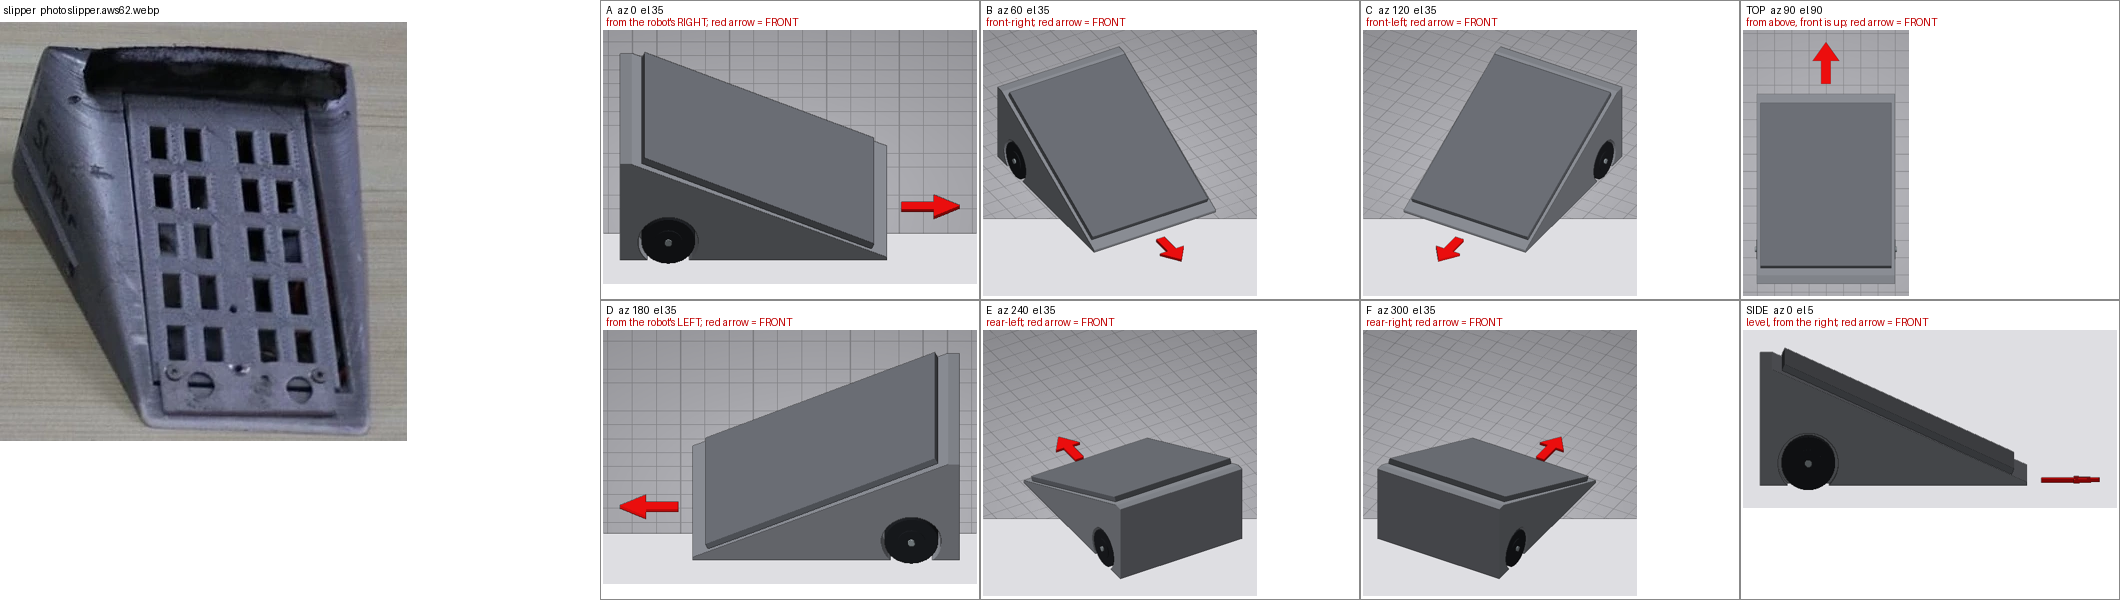 slipper photoslipper.aws62.webp
Slipper
A az 0 el 35
from the robot's RIGHT; red arrow = FRONT
B az 60 el 35
front-right; red arrow = FRONT
C az 120 el 35
front-left; red arrow = FRONT
TOP az 90 el 90
from above, front is up; red arrow = FRONT
D az 180 el 35
from the robot's LEFT; red arrow = FRONT
E az 240 el 35
rear-left; red arrow = FRONT
F az 300 el 35
rear-right; red arrow = FRONT
SIDE az 0 el 5
level, from the right; red arrow = FRONT